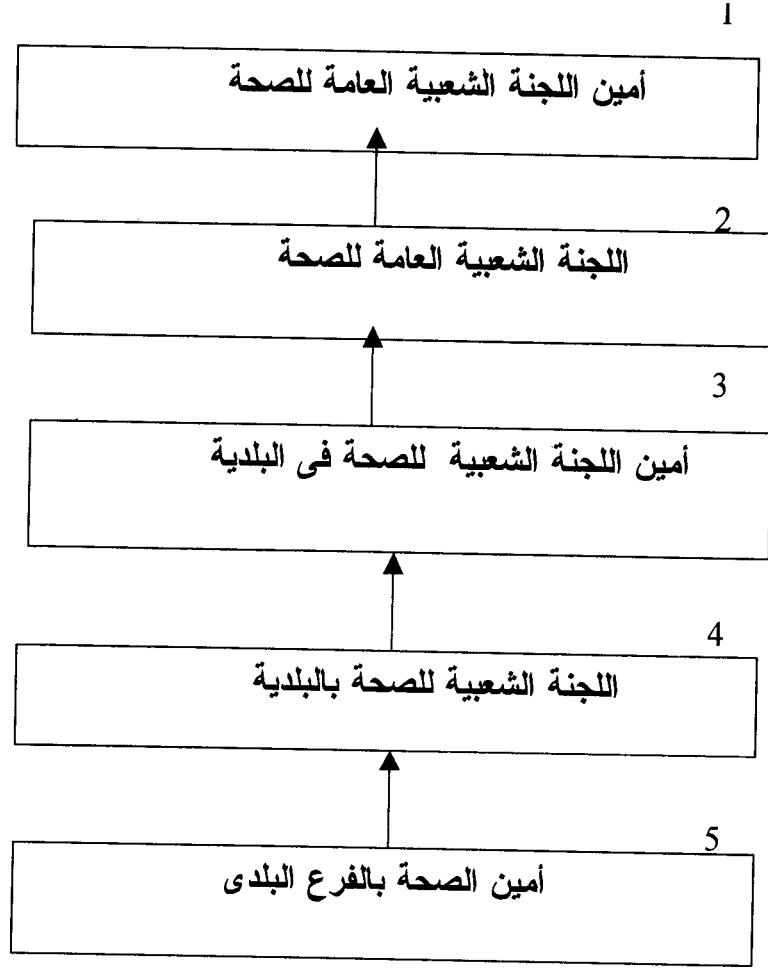 1
أمين اللجنة الشعبية العامة للصحة
2
اللجنة الشعبية العامة للصحة
3
أمين اللجنة الشعبية للصحة فى البلدية
4
اللجنة الشعبية للصحة بالبلدية
5
أمين الصحة بالفرع البلدى